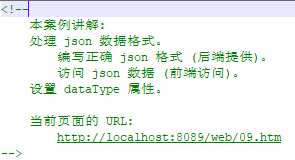 <!--
本案例讲解:
处理 json 数据格式。
编写正确 json 格式 (后端提供)。
访问 json 数据 (前端访问)。
设置 dataType 属性。
当前页面的 URL:
http://localhost:8089/web/09.htm
-->